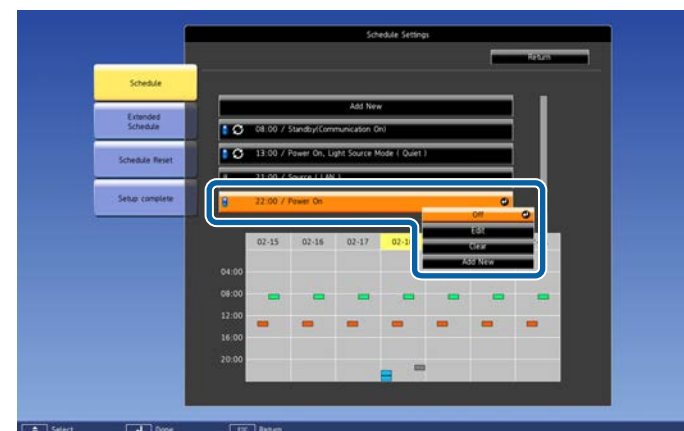 Schedule Settings
Return
Schedule
Extended
Schedule
Schedule Reset
Setup complete
Add New
08:00 / Standby(Communication On)
13:00 / Power On, Light Source Mode ( Quiet )
21:00 / Source ( LAN )
22:00 / Power On
Off
Edit
Clear
Add New
02-15 02-16 02-17
04:00
08:00
12:00
16:00
20:00
Select Done ESC Return